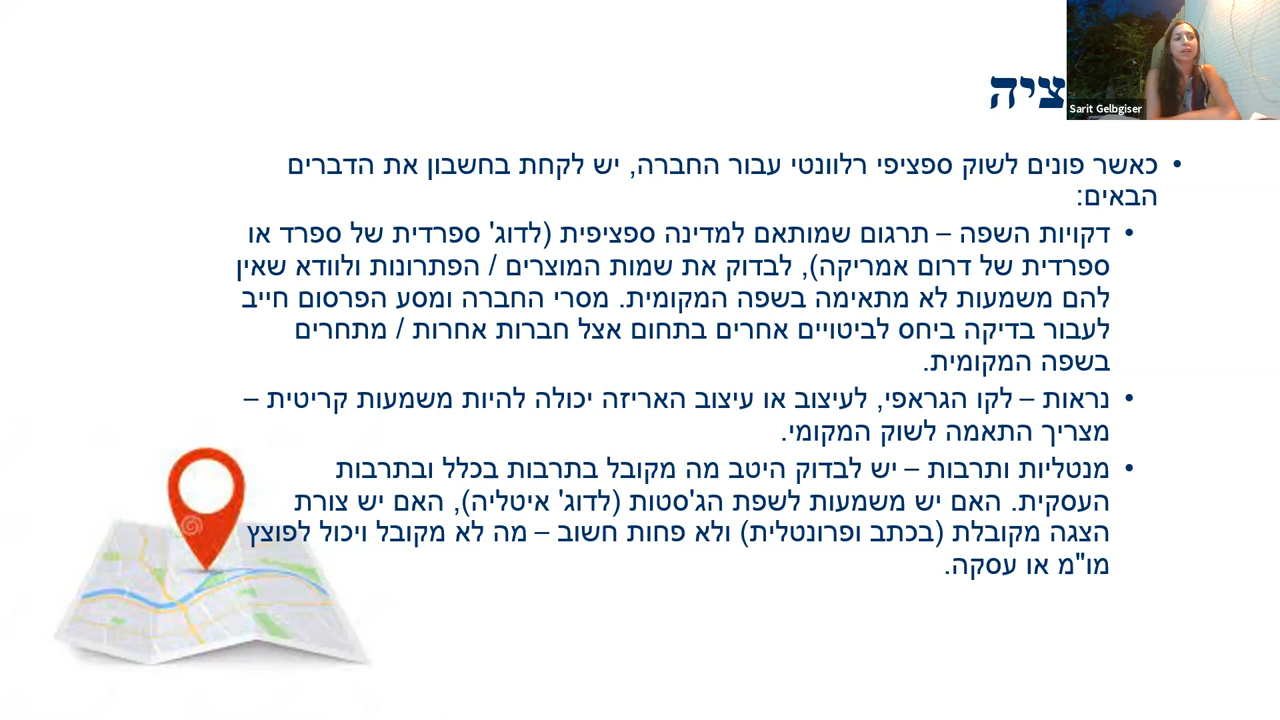 Sarit Gelbgiser
כאשר פונים לשוק ספציפי רלוונטי עבור החברה, יש לקחת בחשבון את הדברים
הבאים:
דקויות השפה – תרגום שמותאם למדינה ספציפית (לדוג' ספרדית של ספרד או
ספרדית של דרום אמריקה), לבדוק את שמות המוצרים / הפתרונות ולוודא שאין
להם משמעות לא מתאימה בשפה המקומית. מסרי החברה ומסע הפרסום חייב
לעבור בדיקה ביחס לביטויים אחרים בתחום אצל חברות אחרות / מתחרים
בשפה המקומית.
נראות – לקו הגראפי, לעיצוב או עיצוב האריזה יכולה להיות משמעות קריטית –
מצריך התאמה לשוק המקומי.
מנטליות ותרבות – יש לבדוק היטב מה מקובל בתרבות בכלל ובתרבות
העסקית. האם יש משמעות לשפת הג'סטות (לדוג' איטליה), האם יש צורת
הצגה מקובלת (בכתב ופרונטלית) ולא פחות חשוב – מה לא מקובל ויכול לפוצץ
מו"מ או עסקה.